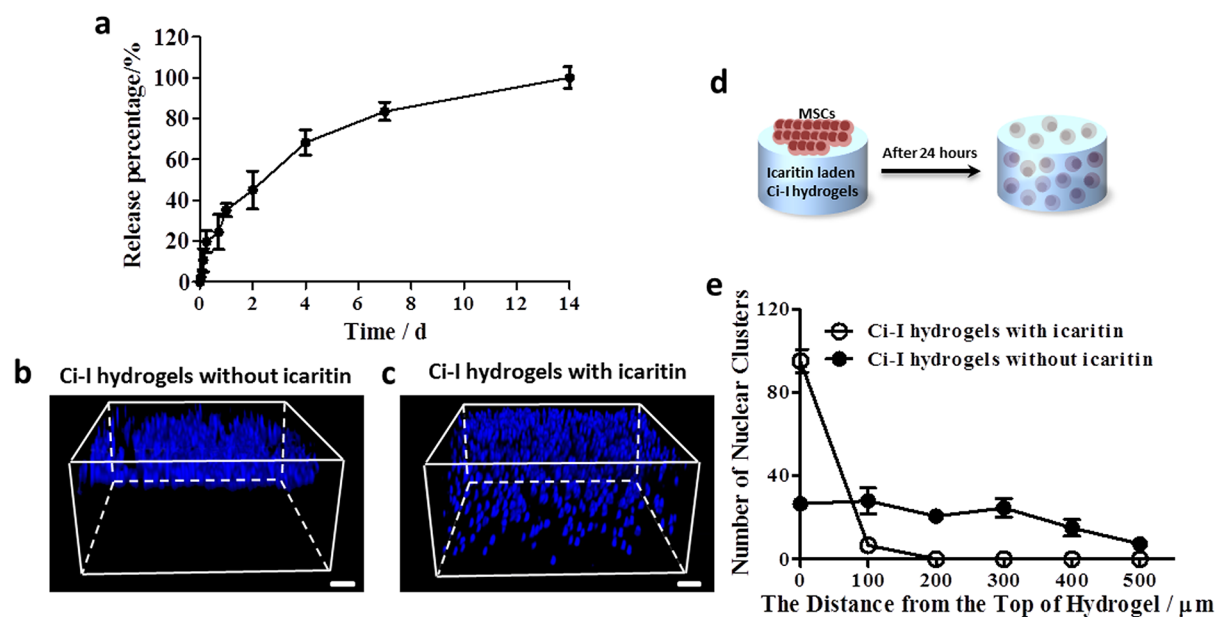 a
120
100
80
60
40
20
0
Release percentage/%
0 2 4 6 8 10 12 14
Time / d
b
Ci-I hydrogels without icaritin
c
Ci-I hydrogels with icaritin
d
MSCs
Icaritin laden
Ci-I hydrogels
After 24 hours
e
120
80
40
0
Number of Nuclear Clusters
Ci-I hydrogels with icaritin
Ci-I hydrogels without icaritin
0 100 200 300 400 500
The Distance from the Top of Hydrogel / μm